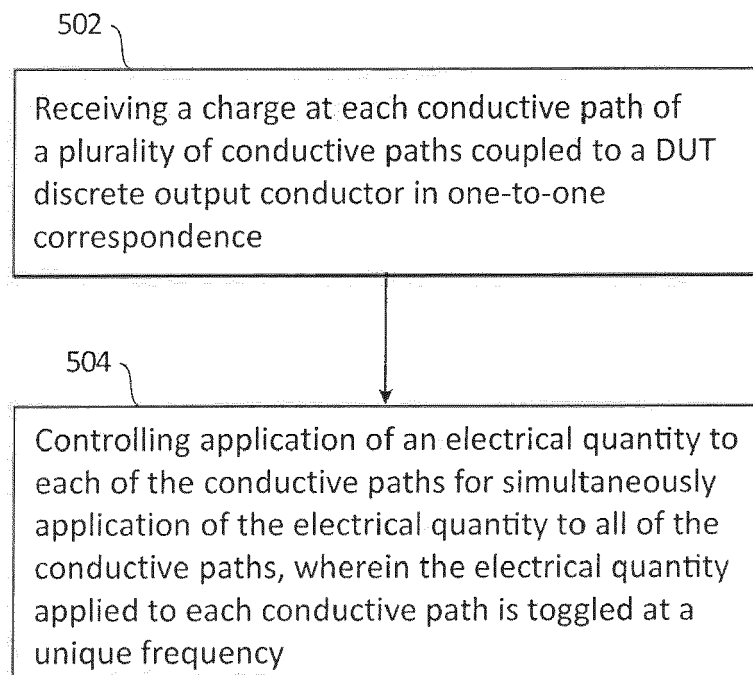 502
Receiving a charge at each conductive path of
a plurality of conductive paths coupled to a DUT
discrete output conductor in one-to-one
correspondence
504
Controlling application of an electrical quantity to
each of the conductive paths for simultaneously
application of the electrical quantity to all of the
conductive paths, wherein the electrical quantity
applied to each conductive path is toggled at a
unique frequency